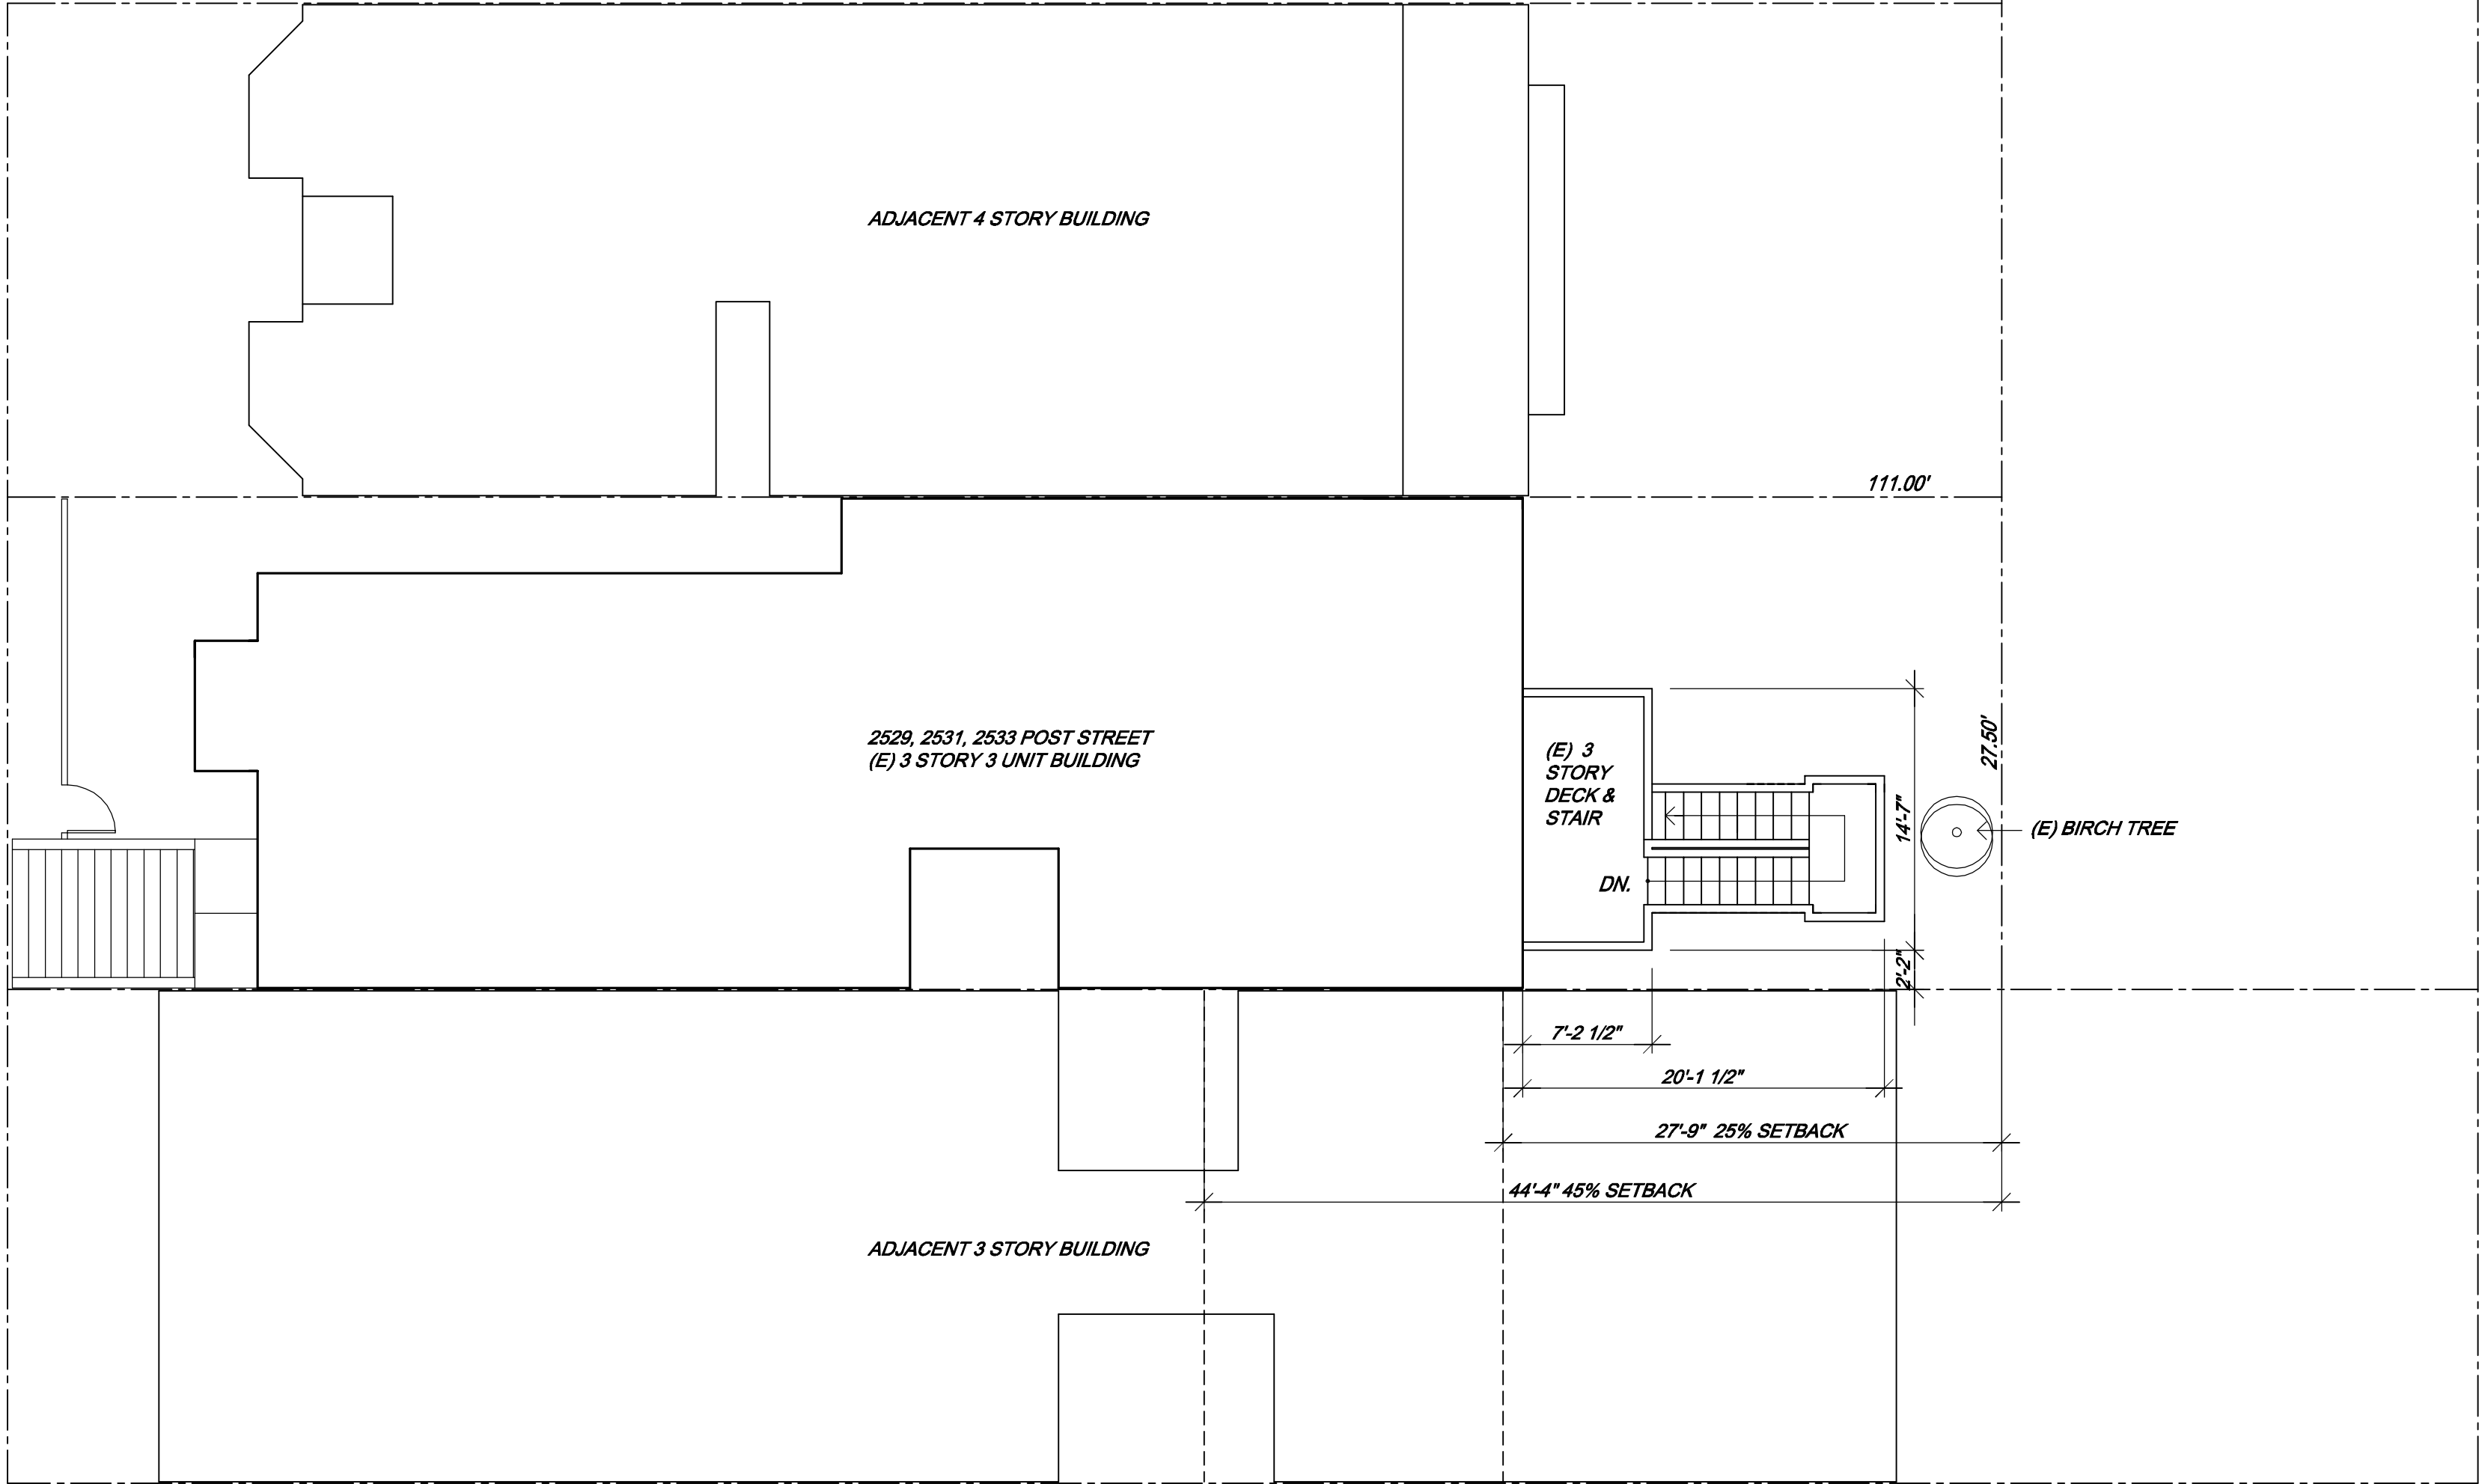 ADJACENT 4 STORY BUILDING
111.00'
2529, 2531, 2533 POST STREET
(E) 3 STORY 3 UNIT BUILDING
(E) 3
STORY
DECK &
STAIR
DN.
14'-7"
27.50'
(E) BIRCH TREE
2'-2"
7'-2 1/2"
20'-1 1/2"
27'-9" 25% SETBACK
44'-4" 45% SETBACK
ADJACENT 3 STORY BUILDING